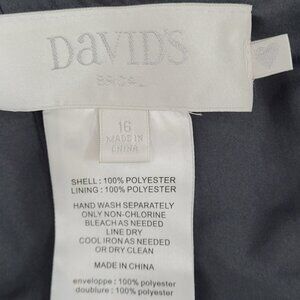 DAVID'S
BRIDAL
16
MADE IN
CHINA
SHELL : 100% POLYESTER
LINING : 100% POLYESTER
HAND WASH SEPARATELY
ONLY NON-CHLORINE
BLEACH AS NEEDED
LINE DRY
COOL IRON AS NEEDED
OR DRY CLEAN
MADE IN CHINA
enveloppe : 100% polyester
doublure : 100% polyester